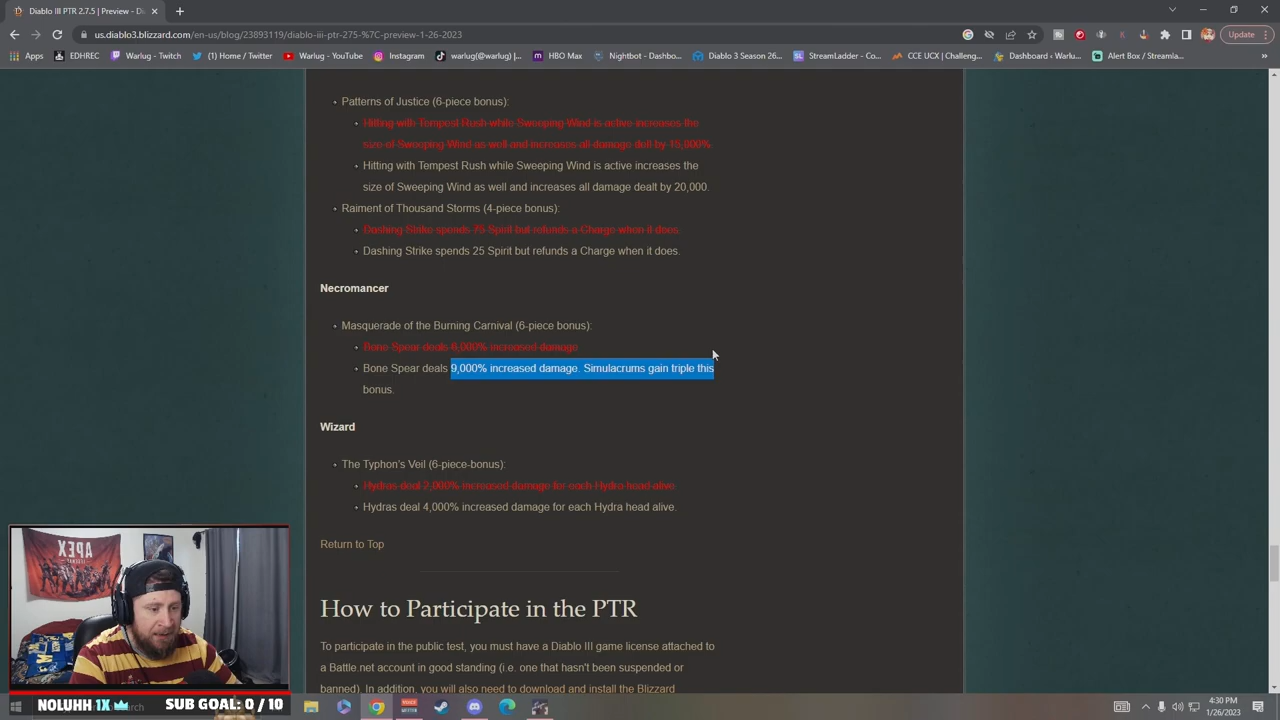 Diablo III PTR 2.7.5 | Preview
us.diablo3.blizzard.com/en-us/blog/23893119/diablo-iii-ptr-275-%7C-preview-1-26-2023
Update
Apps
EDHREC
Warlug - Twitch
(1) Home / Twitter
Warlug - YouTube
Instagram
warlug(@warlug) |...
HBO Max
Nightbot - Dashbo...
Diablo 3 Season 26...
StreamLadder - Co...
CCE UCX | Challeng...
Dashboard < Warlu...
Alert Box / Streamla...
Patterns of Justice (6-piece bonus):
Hitting with Tempest Rush while Sweeping Wind is active increases the
size of Sweeping Wind as well and increases all damage delt by 15,000%
Hitting with Tempest Rush while Sweeping Wind is active increases the
size of Sweeping Wind as well and increases all damage dealt by 20,000.
Raiment of Thousand Storms (4-piece bonus):
Dashing Strike spends 75 Spirit but refunds a Charge when it does.
Dashing Strike spends 25 Spirit but refunds a Charge when it does.
Necromancer
Masquerade of the Burning Carnival (6-piece bonus):
Bone Spear deals 6,000% increased damage
Bone Spear deals 9,000% increased damage. Simulacrums gain triple this
bonus.
Wizard
The Typhon's Veil (6-piece-bonus):
Hydras deal 2,000% increased damage for each Hydra head alive.
Hydras deal 4,000% increased damage for each Hydra head alive.
Return to Top
How to Participate in the PTR
To participate in the public test, you must have a Diablo III game license attached to
a Battle.net account in good standing (i.e. one that hasn't been suspended or
banned). In addition, you will also need to download and install the Blizzard
APEX
NOLUHH 1X
SUB GOAL: 0 / 10
4:30 PM
1/26/2023